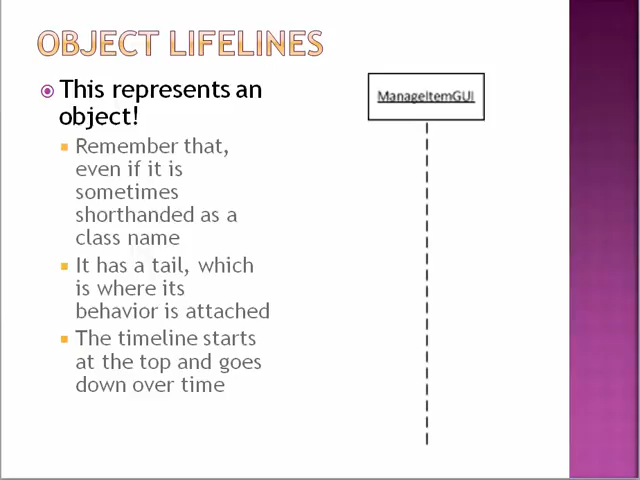 OBJECT LIFELINES
This represents an
object!
Remember that,
even if it is
sometimes
shorthanded as a
class name
It has a tail, which
is where its
behavior is attached
The timeline starts
at the top and goes
down over time
ManageItemGUI